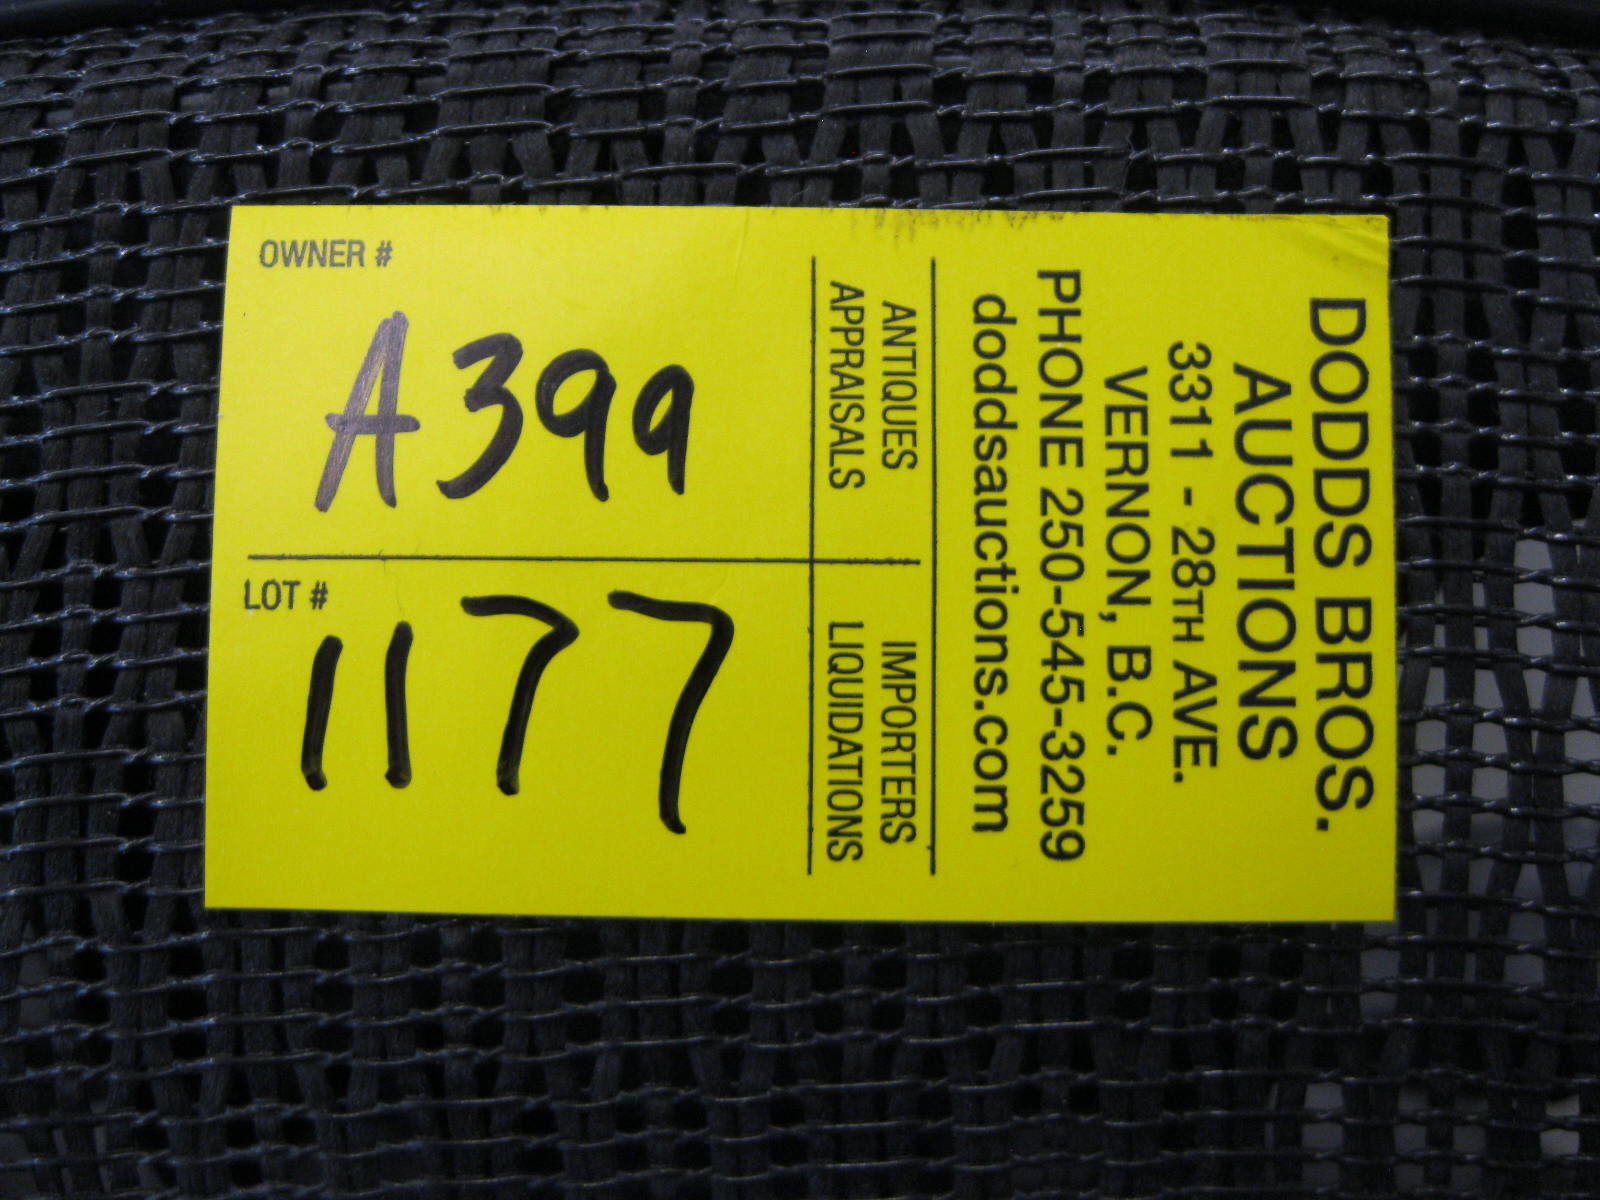 DODDS BROS.
AUCTIONS
3311 - 28TH AVE.
VERNON, B.C.
PHONE 250-545-3259
doddsauctions.com
ANTIQUES IMPORTERS
APPRAISALS LIQUIDATIONS
OWNER #
A399
LOT #
1177